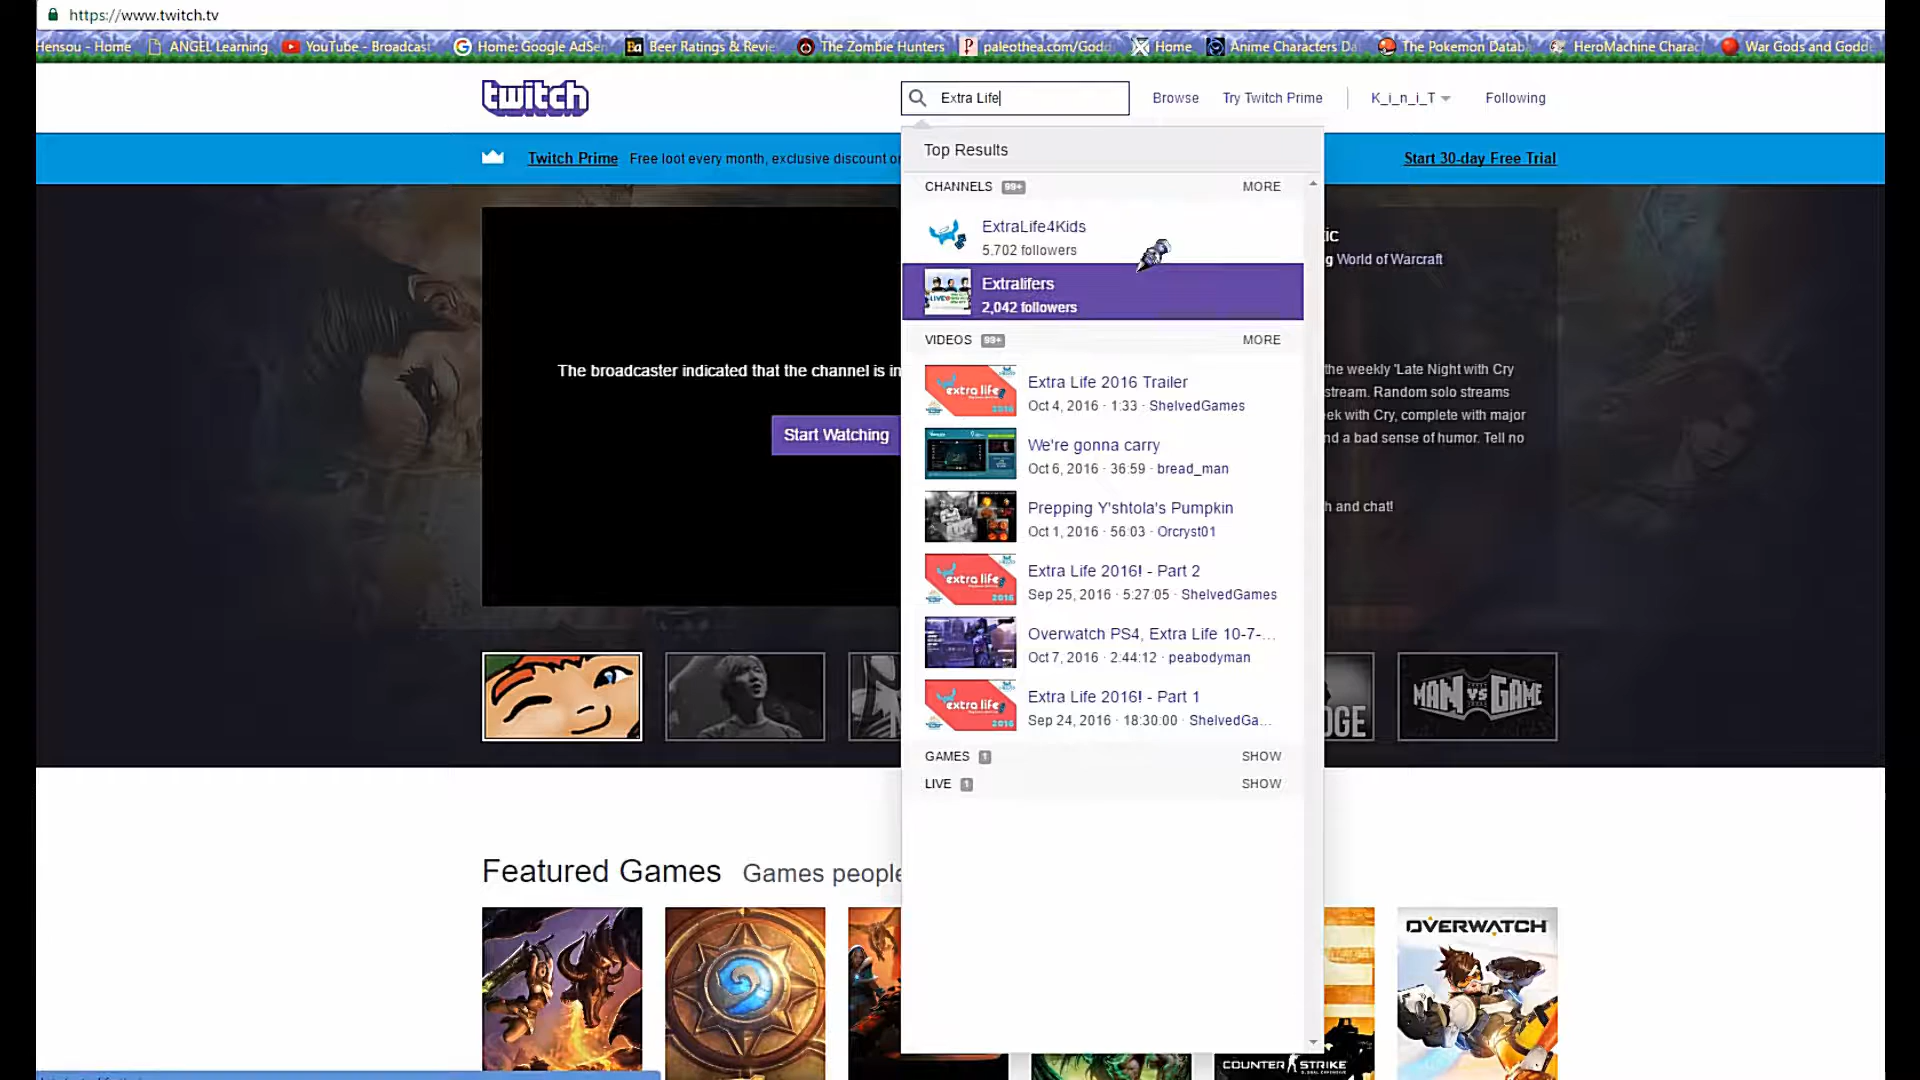 https://www.twitch.tv
Hensou - Home
ANGEL Learning
YouTube - Broadcast
Home: Google AdSen
Ba Beer Ratings & Revie
The Zombie Hunters
paleothea.com/Godd
Home
Anime Characters Da
The Pokemon Datab
HeroMachine Charac
War Gods and Godde
twitch
Extra Life
Browse
Try Twitch Prime
K_i_n_i_T
Following
Twitch Prime Free loot every month, exclusive discount on
Start 30-day Free Trial
Top Results
CHANNELS 99+ MORE
ExtraLife4Kids
5,702 followers
Extralifers
2,042 followers
VIDEOS 99+ MORE
Extra Life 2016 Trailer
Oct 4, 2016 · 1:33 · ShelvedGames
We're gonna carry
Oct 6, 2016 · 36:59 · bread_man
Prepping Y'shtola's Pumpkin
Oct 1, 2016 · 56:03 · Orcryst01
Extra Life 2016! - Part 2
Sep 25, 2016 · 5:27:05 · ShelvedGames
Overwatch PS4, Extra Life 10-7-...
Oct 7, 2016 · 2:44:12 · peabodyman
Extra Life 2016! - Part 1
Sep 24, 2016 · 18:30:00 · ShelvedGa...
GAMES 1 SHOW
LIVE 1 SHOW
The broadcaster indicated that the channel is in
Start Watching
tic
g World of Warcraft
the weekly 'Late Night with Cry
stream. Random solo streams
ek with Cry, complete with major
nd a bad sense of humor. Tell no
h and chat!
DGE
MAN VS GAME
Featured Games Games people
COUNTER STRIKE
OVERWATCH